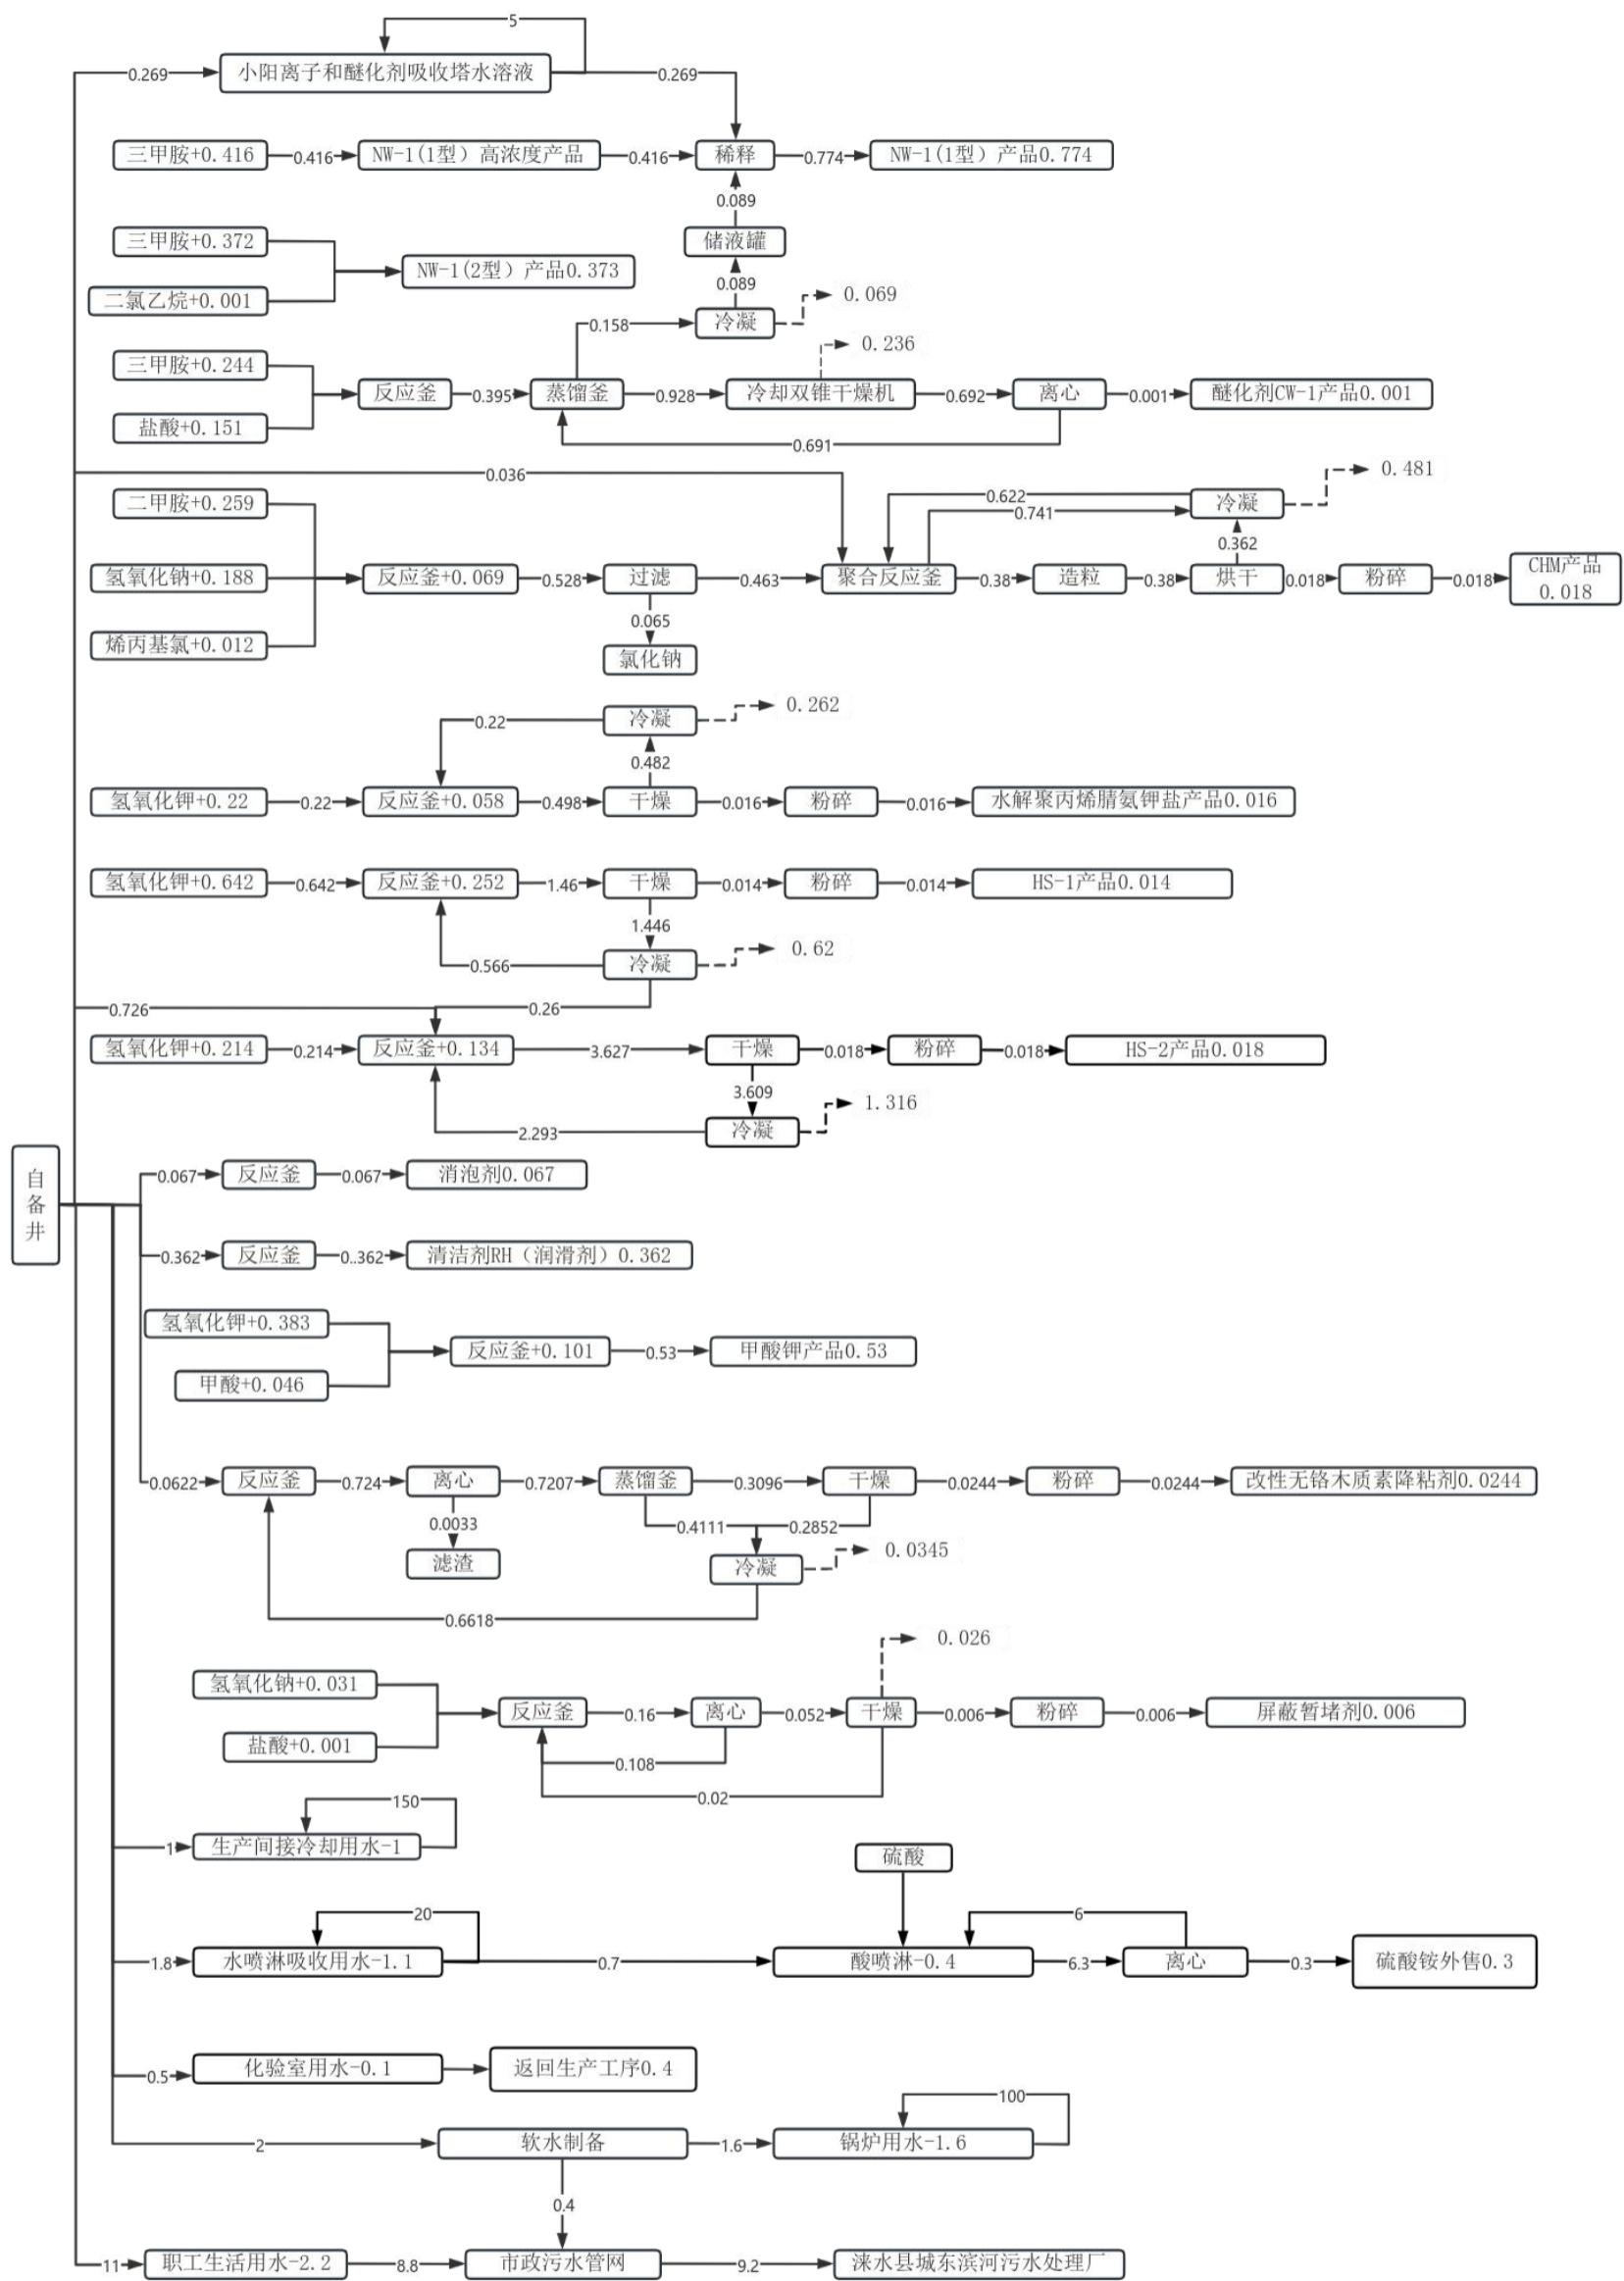 5
0.269
小阳离子和醚化剂吸收塔水溶液
0.269
三甲胺+0.416
0.416
NW-1(1型）高浓度产品
0.416
稀释
0.774
NW-1(1型）产品0.774
0.089
三甲胺+0.372
储液罐
NW-1(2型）产品0.373
0.089
二氯乙烷+0.001
0.069
0.158
冷凝
0.236
三甲胺+0.244
反应釜
0.395
蒸馏釜
0.928
冷却双锥干燥机
0.692
离心
0.001
醚化剂CW-1产品0.001
盐酸+0.151
0.691
0.036
0.481
二甲胺+0.259
0.622
冷凝
0.741
0.362
氢氧化钠+0.188
反应釜+0.069
0.528
过滤
0.463
聚合反应釜
0.38
造粒
0.38
烘干
0.018
粉碎
0.018
CHM产品
0.018
0.065
烯丙基氯+0.012
氯化钠
0.262
0.22
冷凝
0.482
氢氧化钾+0.22
0.22
反应釜+0.058
0.498
干燥
0.016
粉碎
0.016
水解聚丙烯腈氨钾盐产品0.016
氢氧化钾+0.642
0.642
反应釜+0.252
1.46
干燥
0.014
粉碎
0.014
HS-1产品0.014
1.446
0.62
0.566
冷凝
0.726
0.26
氢氧化钾+0.214
0.214
反应釜+0.134
3.627
干燥
0.018
粉碎
0.018
HS-2产品0.018
3.609
1.316
2.293
冷凝
自
备
井
0.067
反应釜
0.067
消泡剂0.067
0.362
反应釜
0..362
清洁剂RH（润滑剂）0.362
氢氧化钾+0.383
反应釜+0.101
0.53
甲酸钾产品0.53
甲酸+0.046
0.0622
反应釜
0.724
离心
0.7207
蒸馏釜
0.3096
干燥
0.0244
粉碎
0.0244
改性无铬木质素降粘剂0.0244
0.0033
0.4111
0.2852
滤渣
冷凝
0.0345
0.6618
0.026
氢氧化钠+0.031
反应釜
0.16
离心
0.052
干燥
0.006
粉碎
0.006
屏蔽暂堵剂0.006
盐酸+0.001
0.108
0.02
150
1
生产间接冷却用水-1
硫酸
20
6
1.8
水喷淋吸收用水-1.1
0.7
酸喷淋-0.4
6.3
离心
0.3
硫酸铵外售0.3
0.5
化验室用水-0.1
返回生产工序0.4
100
2
软水制备
1.6
锅炉用水-1.6
0.4
11
职工生活用水-2.2
8.8
市政污水管网
9.2
涞水县城东滨河污水处理厂